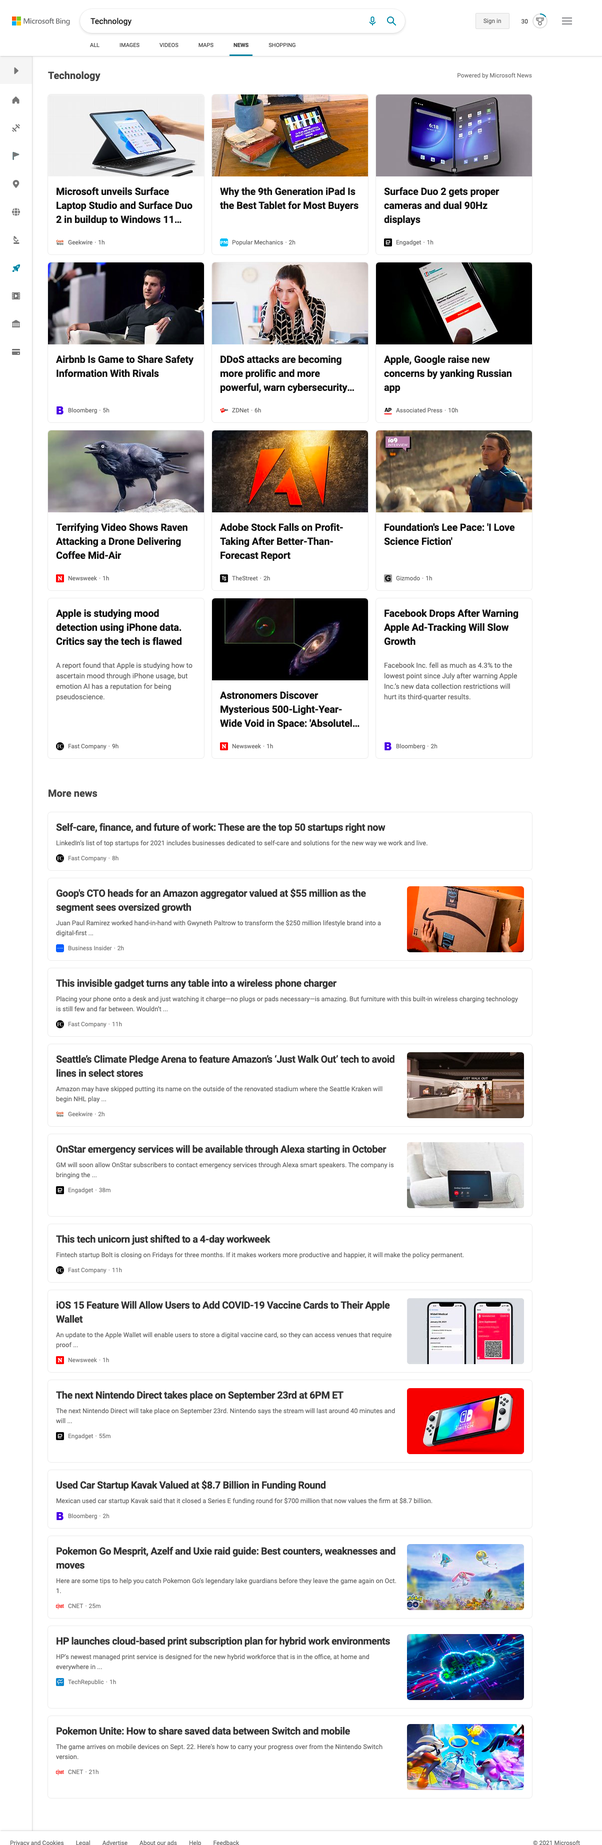 Microsoft Bing
Technology
Sign in
30
ALL
IMAGES
VIDEOS
MAPS
NEWS
SHOPPING
Technology
Powered by Microsoft News
Microsoft unveils Surface
Laptop Studio and Surface Duo
2 in buildup to Windows 11...
Geekwire · 1h
Why the 9th Generation iPad Is
the Best Tablet for Most Buyers
Popular Mechanics · 2h
Surface Duo 2 gets proper
cameras and dual 90Hz
displays
Engadget · 1h
Airbnb Is Game to Share Safety
Information With Rivals
Bloomberg · 5h
DDoS attacks are becoming
more prolific and more
powerful, warn cybersecurity...
ZDNet · 6h
Apple, Google raise new
concerns by yanking Russian
app
AP
Associated Press · 10h
Terrifying Video Shows Raven
Attacking a Drone Delivering
Coffee Mid-Air
Newsweek · 1h
Adobe Stock Falls on Profit-
Taking After Better-Than-
Forecast Report
TheStreet · 2h
io9
Foundation's Lee Pace: 'I Love
Science Fiction'
Gizmodo · 1h
Apple is studying mood
detection using iPhone data.
Critics say the tech is flawed
A report found that Apple is studying how to
ascertain mood through iPhone usage, but
emotion AI has a reputation for being
pseudoscience.
Fast Company · 9h
Astronomers Discover
Mysterious 500-Light-Year-
Wide Void in Space: 'Absolutel...
Newsweek · 1h
Facebook Drops After Warning
Apple Ad-Tracking Will Slow
Growth
Facebook Inc. fell as much as 4.3% to the
lowest point since July after warning Apple
Inc.'s new data collection restrictions will
hurt its third-quarter results.
Bloomberg · 2h
More news
Self-care, finance, and future of work: These are the top 50 startups right now
LinkedIn's list of top startups for 2021 includes businesses dedicated to self-care and solutions for the new way we work and live.
Fast Company · 8h
Goop's CTO heads for an Amazon aggregator valued at $55 million as the
segment sees oversized growth
Juan Paul Ramirez worked hand-in-hand with Gwyneth Paltrow to transform the $250 million lifestyle brand into a
digital-first ...
Business Insider · 2h
This invisible gadget turns any table into a wireless phone charger
Placing your phone onto a desk and just watching it charge—no plugs or pads necessary—is amazing. But furniture with this built-in wireless charging technology
is still few and far between. Wouldn't ...
Fast Company · 11h
Seattle's Climate Pledge Arena to feature Amazon's 'Just Walk Out' tech to avoid
lines in select stores
Amazon may have skipped putting its name on the outside of the renovated stadium where the Seattle Kraken will
begin NHL play ...
Geekwire · 2h
JUST WALK OUT
OnStar emergency services will be available through Alexa starting in October
GM will soon allow OnStar subscribers to contact emergency services through Alexa smart speakers. The company is
bringing the ...
Engadget · 38m
This tech unicorn just shifted to a 4-day workweek
Fintech startup Bolt is closing on Fridays for three months. If it makes workers more productive and happier, it will make the policy permanent.
Fast Company · 11h
iOS 15 Feature Will Allow Users to Add COVID-19 Vaccine Cards to Their Apple
Wallet
An update to the Apple Wallet will enable users to store a digital vaccine card, so they can access venues that require
proof ...
Newsweek · 1h
The next Nintendo Direct takes place on September 23rd at 6PM ET
The next Nintendo Direct will take place on September 23rd. Nintendo says the stream will last around 40 minutes and
will ...
Engadget · 55m
Used Car Startup Kavak Valued at $8.7 Billion in Funding Round
Mexican used car startup Kavak said that it closed a Series E funding round for $700 million that now values the firm at $8.7 billion.
Bloomberg · 2h
Pokemon Go Mesprit, Azelf and Uxie raid guide: Best counters, weaknesses and
moves
Here are some tips to help you catch Pokemon Go's legendary lake guardians before they leave the game again on Oct.
1.
CNET · 25m
HP launches cloud-based print subscription plan for hybrid work environments
HP's newest managed print service is designed for the new hybrid workforce that is in the office, at home and
everywhere in ...
TechRepublic · 1h
Pokemon Unite: How to share saved data between Switch and mobile
The game arrives on mobile devices on Sept. 22. Here's how to carry your progress over from the Nintendo Switch
version.
CNET · 21h
Privacy and Cookies
Legal
Advertise
About our ads
Help
Feedback
© 2021 Microsoft